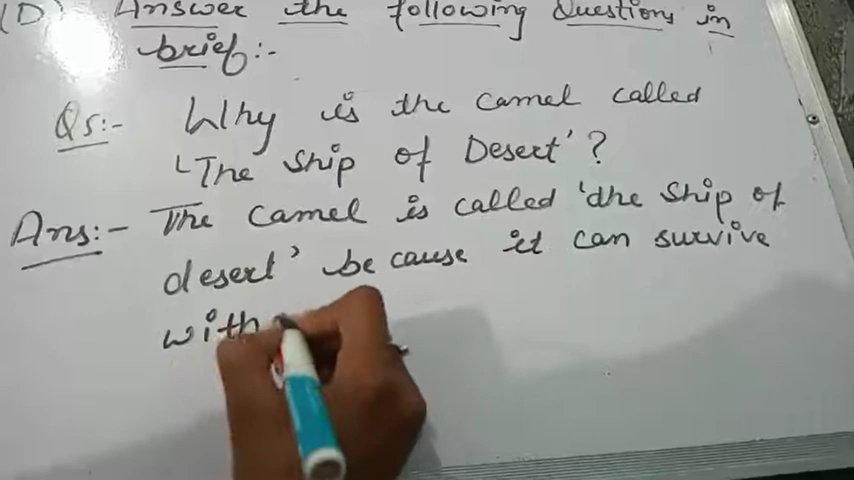 (D) Answer the following Questions in
brief:-
Qs:- Why is the camel called
'The Ship of Desert'?
Ans:- The camel is called 'the Ship of
desert' because it can survive
with